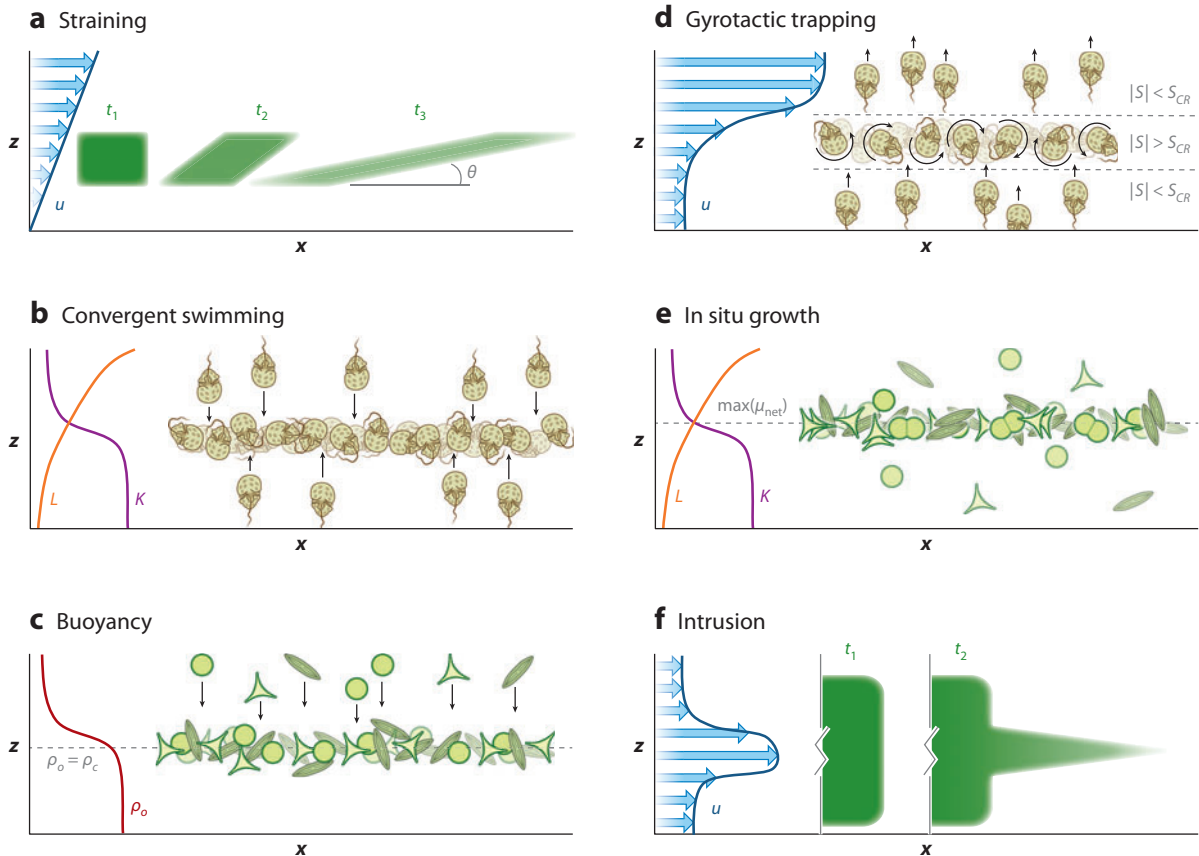 a Straining
z
t1
t2
t3
θ
u
x
b Convergent swimming
z
L
K
x
c Buoyancy
z
ρo = ρc
ρo
x
d Gyrotactic trapping
|S| < SCR
z
|S| > SCR
|S| < SCR
u
x
e In situ growth
max(μnet)
z
L
K
x
f Intrusion
t1
t2
z
u
x